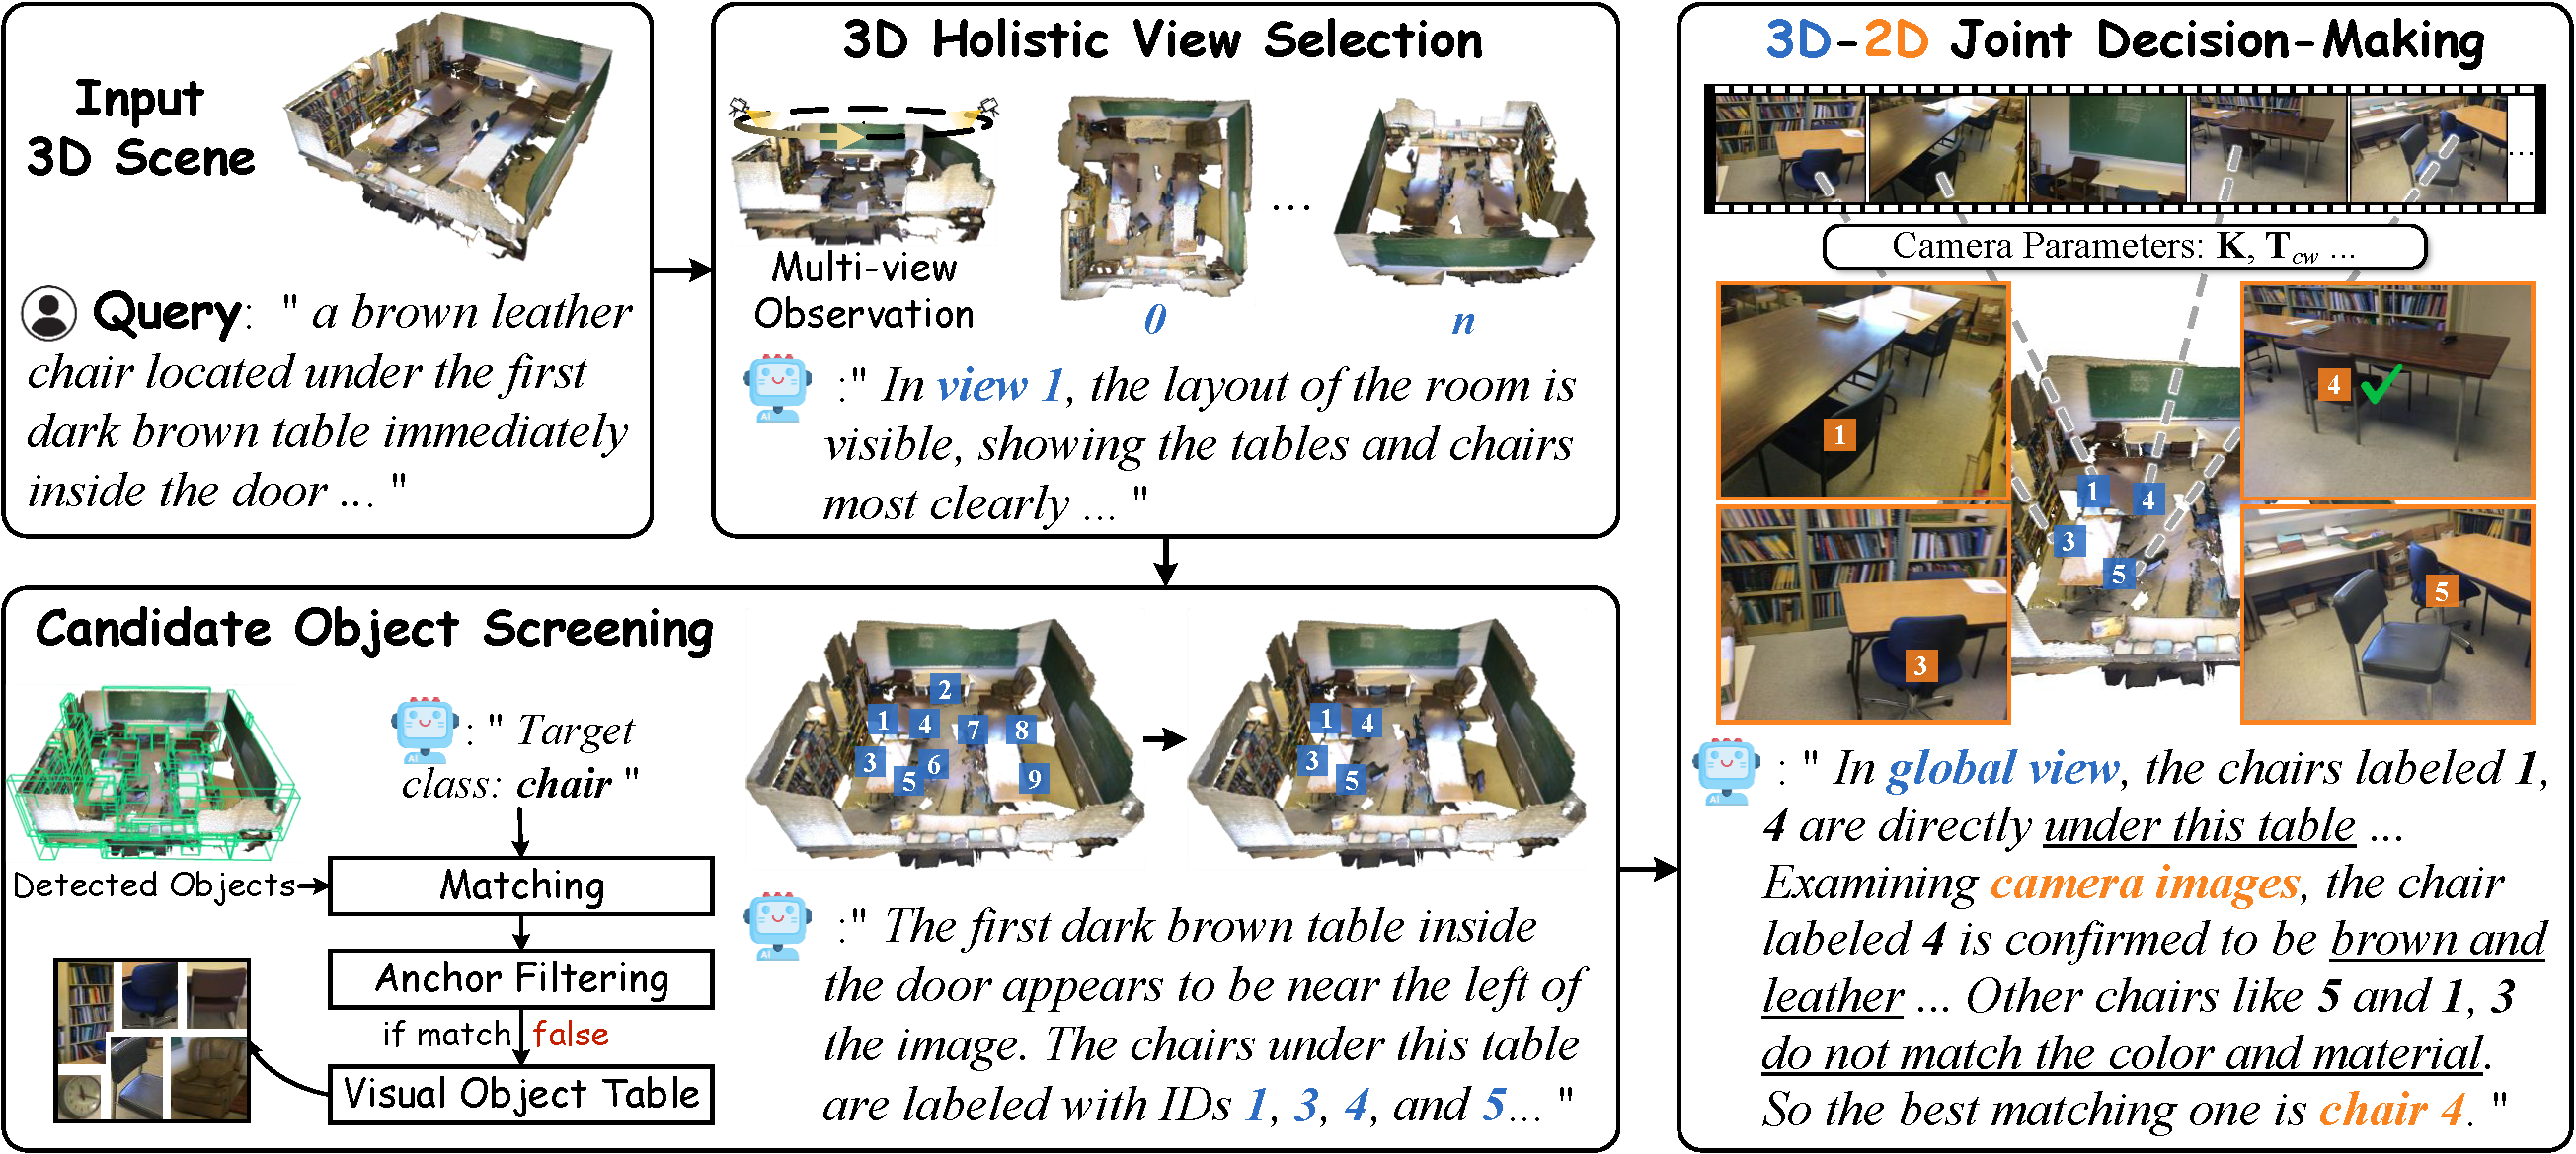 Input
3D Scene
Query: " a brown leather
chair located under the first
dark brown table immediately
inside the door ... "
3D Holistic View Selection
Multi-view
Observation
0
...
n
:" In view 1, the layout of the room is
visible, showing the tables and chairs
most clearly ... "
Candidate Object Screening
Detected Objects
AI
: " Target
class: chair "
Matching
Anchor Filtering
if match false
Visual Object Table
2
1
4
7
8
3
5
6
9
1
4
3
5
AI
:" The first dark brown table inside
the door appears to be near the left of
the image. The chairs under this table
are labeled with IDs 1, 3, 4, and 5... "
3D-2D Joint Decision-Making
...
Camera Parameters: K, Tcw ...
1
4
3
5
1
4
3
5
AI
: " In global view, the chairs labeled 1,
4 are directly under this table ...
Examining camera images, the chair
labeled 4 is confirmed to be brown and
leather ... Other chairs like 5 and 1, 3
do not match the color and material.
So the best matching one is chair 4. "